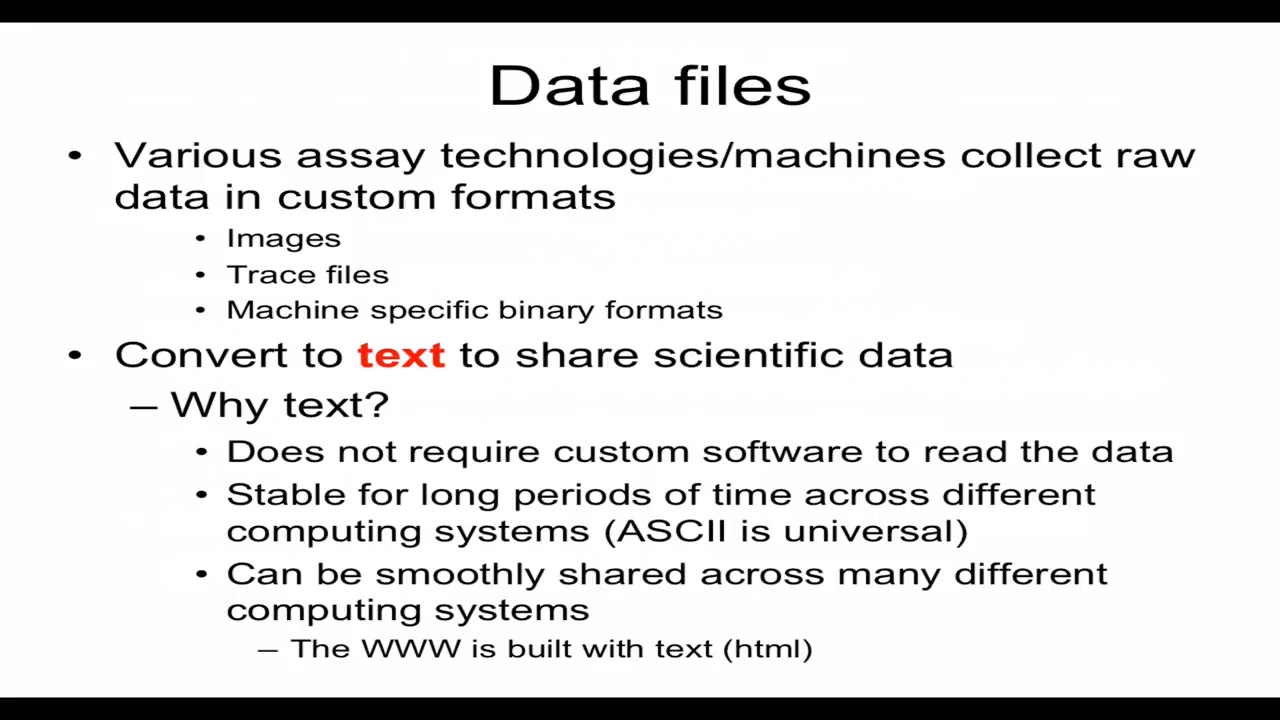 Data files
• Various assay technologies/machines collect raw
data in custom formats
• Images
• Trace files
• Machine specific binary formats
• Convert to text to share scientific data
– Why text?
• Does not require custom software to read the data
• Stable for long periods of time across different
computing systems (ASCII is universal)
• Can be smoothly shared across many different
computing systems
– The WWW is built with text (html)